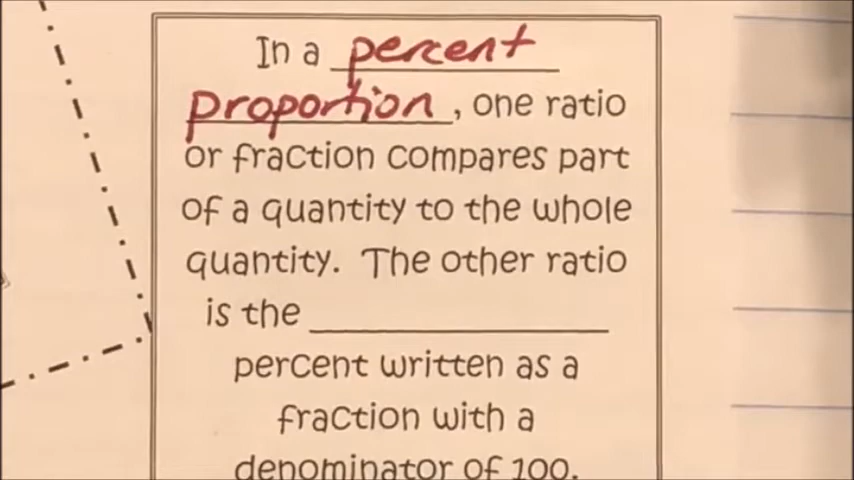 In a percent
proportion, one ratio
or fraction compares part
of a quantity to the whole
quantity. The other ratio
is the ____________
percent written as a
fraction with a
denominator of 100.